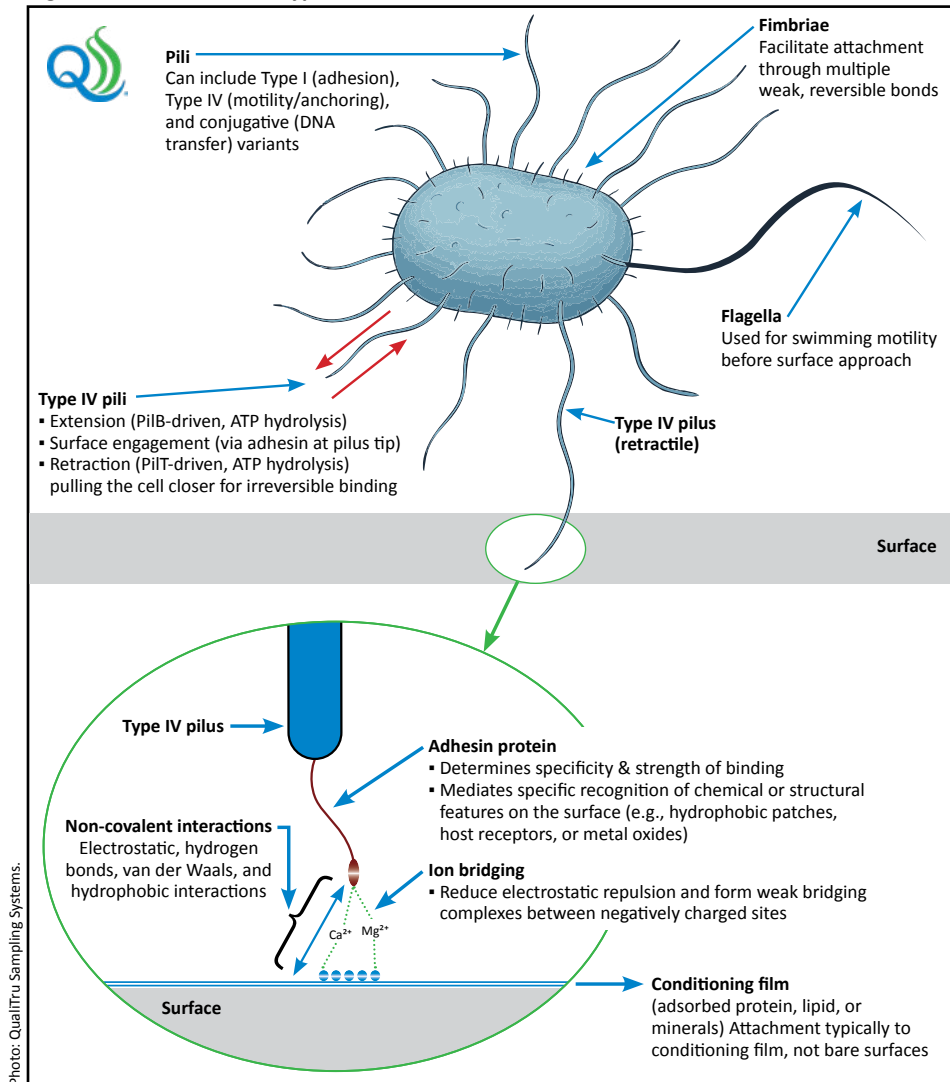 Pili
Can include Type I (adhesion),
Type IV (motility/anchoring),
and conjugative (DNA
transfer) variants
Fimbriae
Facilitate attachment
through multiple
weak, reversible bonds
Flagella
Used for swimming motility
before surface approach
Type IV pili
▪ Extension (PilB-driven, ATP hydrolysis)
▪ Surface engagement (via adhesin at pilus tip)
▪ Retraction (PilT-driven, ATP hydrolysis)
pulling the cell closer for irreversible binding
Type IV pilus
(retractile)
Surface
Type IV pilus
Adhesin protein
▪ Determines specificity & strength of binding
▪ Mediates specific recognition of chemical or structural
features on the surface (e.g., hydrophobic patches,
host receptors, or metal oxides)
Non-covalent interactions
Electrostatic, hydrogen
bonds, van der Waals, and
hydrophobic interactions
Ion bridging
▪ Reduce electrostatic repulsion and form weak bridging
complexes between negatively charged sites
Ca²⁺ Mg²⁺
Surface
Conditioning film
(adsorbed protein, lipid, or
minerals) Attachment typically to
conditioning film, not bare surfaces
Photo: QualiTru Sampling Systems.